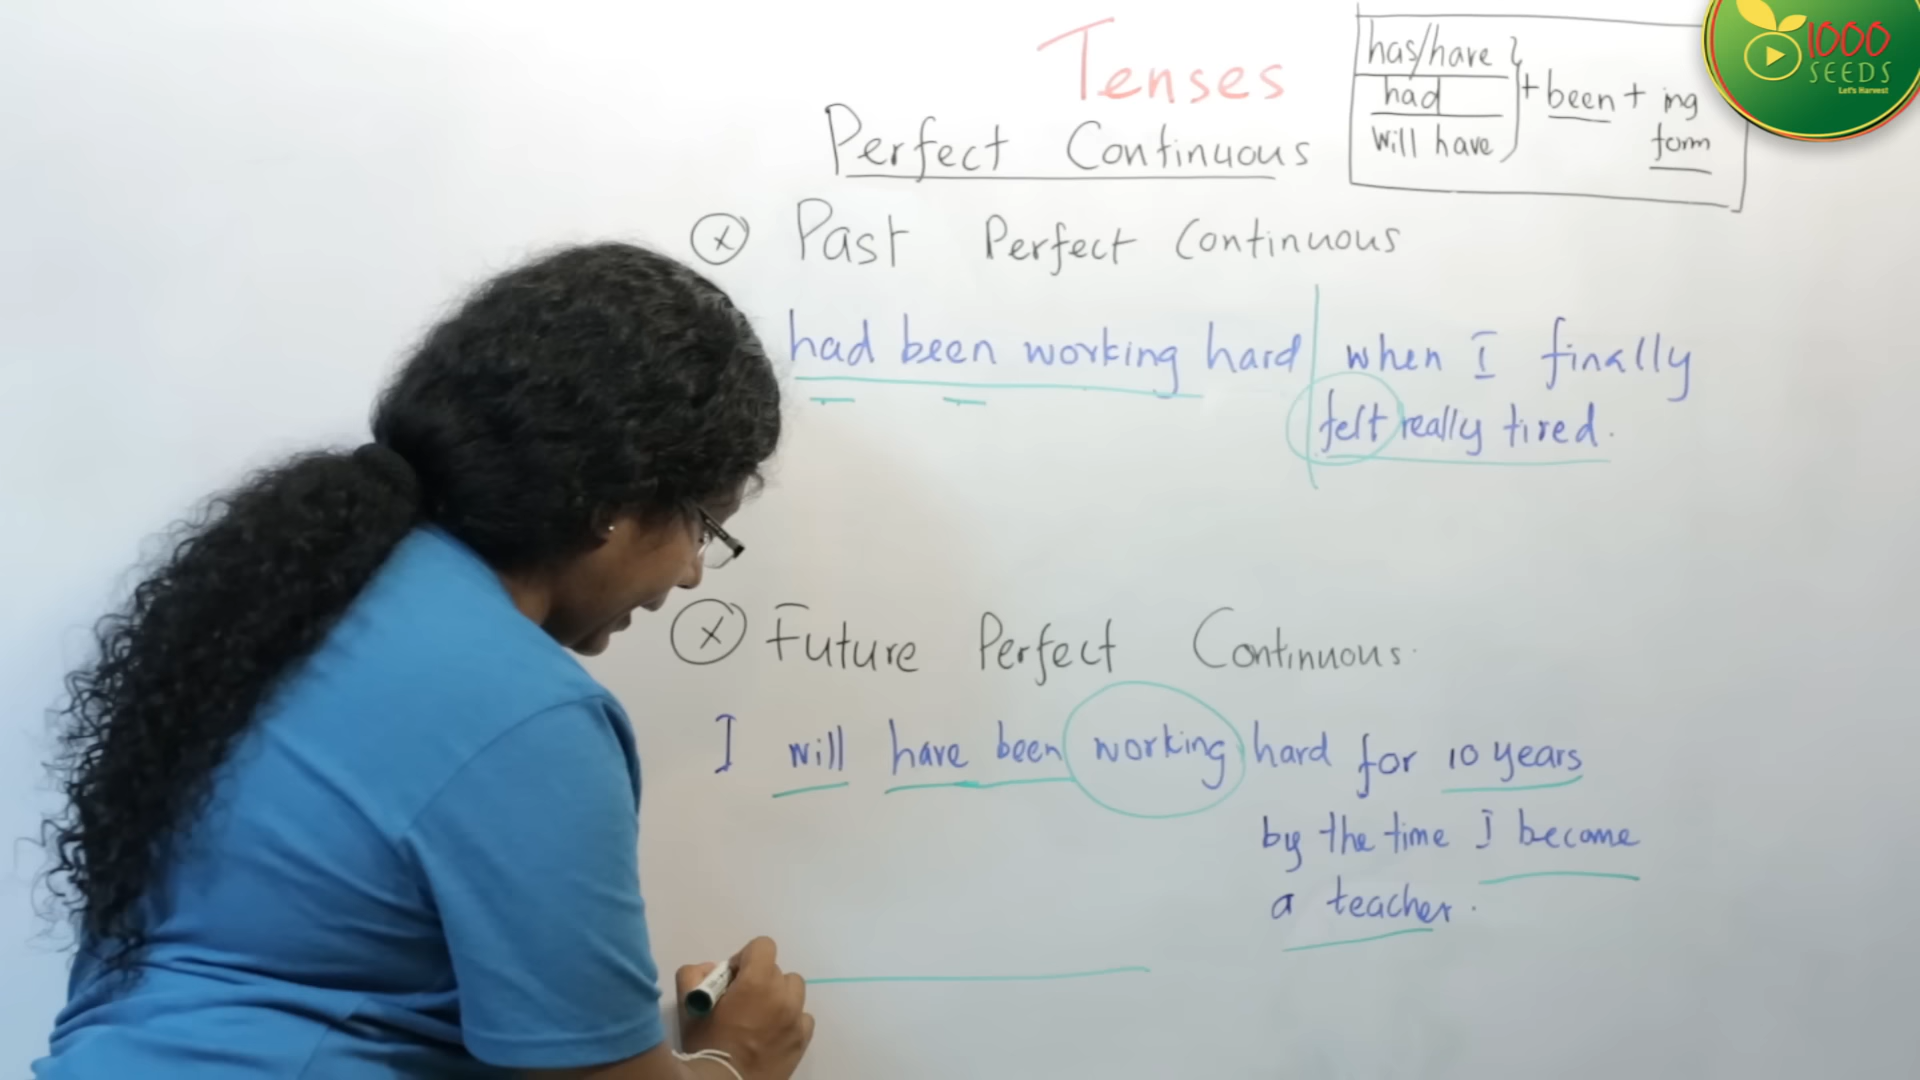 Tenses
Perfect Continuous
has/have
had
will have
+ been + ing
form
1000
SEEDS
Let's Harvest
Past Perfect Continuous
had been working hard when I finally
felt really tired.
Future Perfect Continuous.
I will have been working hard for 10 years
by the time I become
a teacher.